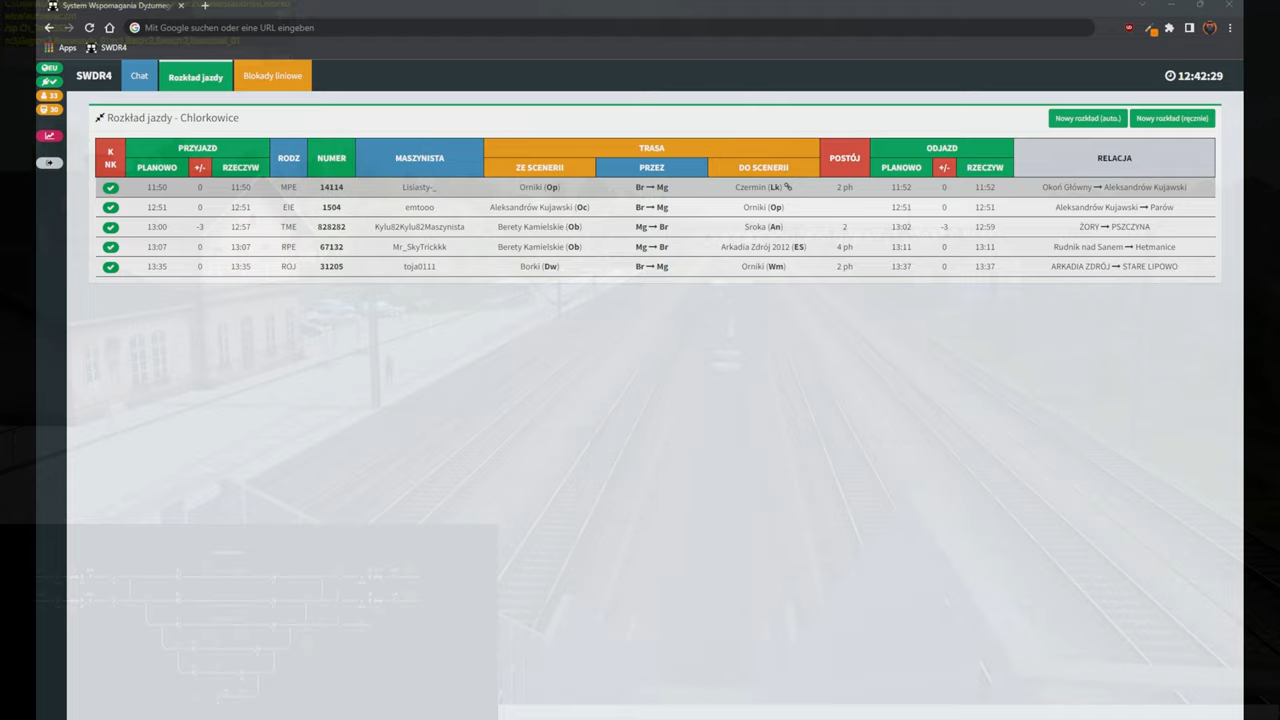 System Wspomagania Dyżurneg
Mit Google suchen oder eine URL eingeben
Apps SWDR4
EU
33
30
SWDR4 Chat Rozkład jazdy Blokady liniowe 12:42:29
Rozkład jazdy - Chlorkowice Nowy rozkład (auto.) Nowy rozkład (ręcznie)
K NK PRZYJAZD RODZ NUMER MASZYNISTA TRASA POSTÓJ ODJAZD RELACJA
PLANOWO +/- RZECZYW ZE SCENERII PRZEZ DO SCENERII PLANOWO +/- RZECZYW
11:50 0 11:50 MPE 14114 Lisiasty-_ Orniki (Op) Br → Mg Czermin (Lk) 2 ph 11:52 0 11:52 Okoń Główny → Aleksandrów Kujawski
12:51 0 12:51 EIE 1504 emtooo Aleksandrów Kujawski (Oc) Br → Mg Orniki (Op) 12:51 0 12:51 Aleksandrów Kujawski → Parów
13:00 -3 12:57 TME 828282 Kylu82Kylu82Maszynista Berety Kamielskie (Ob) Mg → Br Sroka (An) 2 13:02 -3 12:59 ŻORY → PSZCZYNA
13:07 0 13:07 RPE 67132 Mr_SkyTrickkk Berety Kamielskie (Ob) Mg → Br Arkadia Zdrój 2012 (ES) 4 ph 13:11 0 13:11 Rudnik nad Sanem → Hetmanice
13:35 0 13:35 ROJ 31205 toja0111 Borki (Dw) Br → Mg Orniki (Wm) 2 ph 13:37 0 13:37 ARKADIA ZDRÓJ → STARE LIPOWO